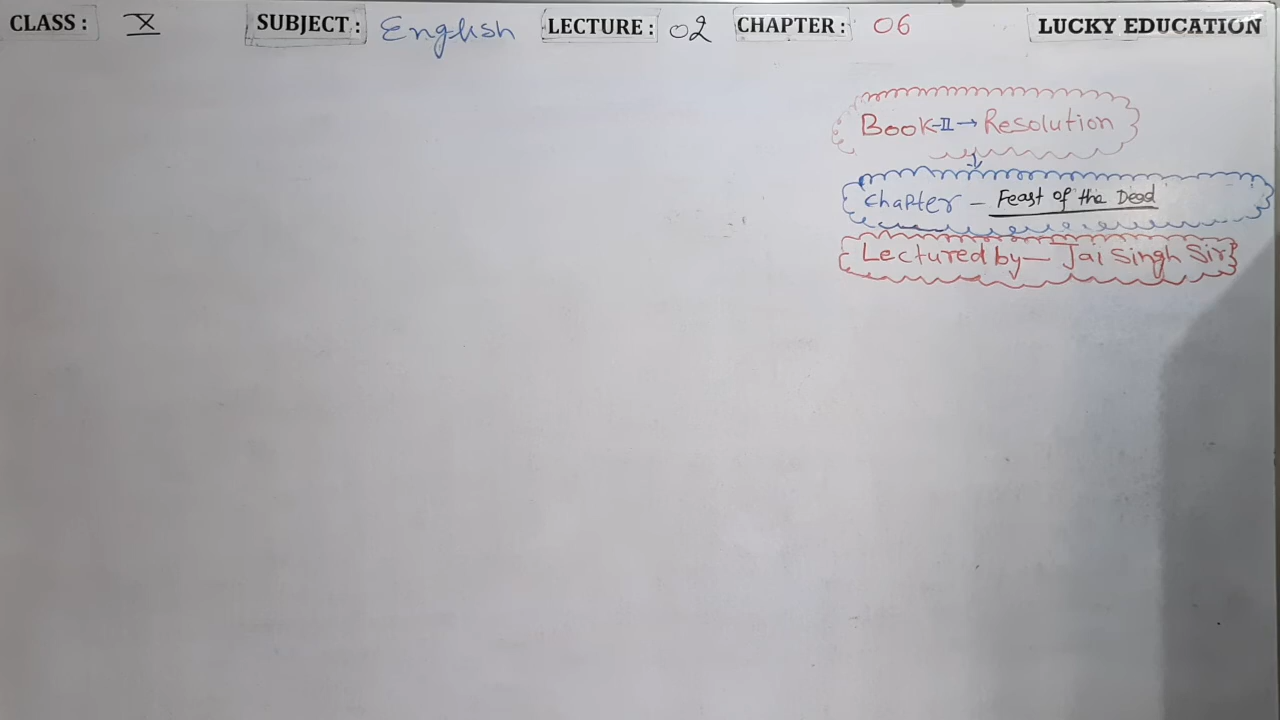 CLASS : X SUBJECT : English LECTURE : 02 CHAPTER : 06 LUCKY EDUCATION
Book-II → Resolution
Chapter - Feast of the Dead
Lectured by - Jai Singh Sir